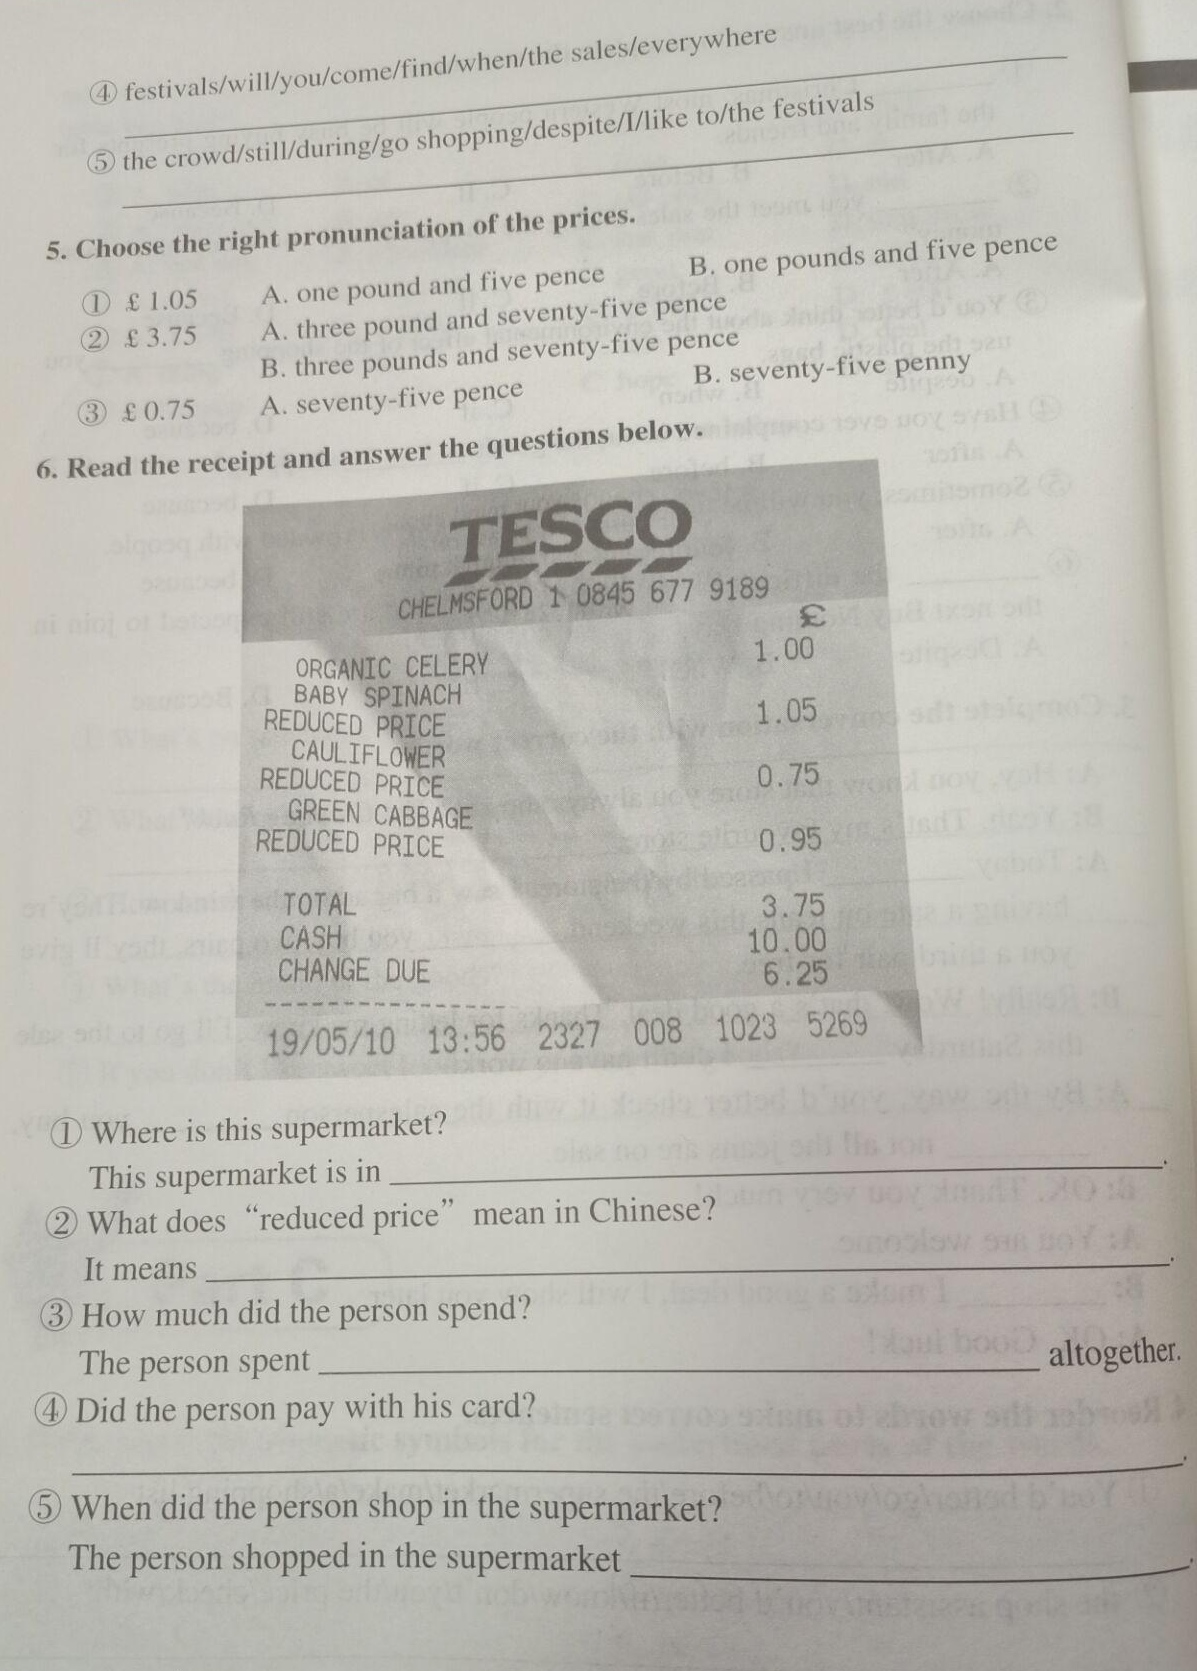 ④ festivals/will/you/come/find/when/the sales/everywhere
⑤ the crowd/still/during/go shopping/despite/I/like to/the festivals
5. Choose the right pronunciation of the prices.
① £ 1.05 A. one pound and five pence B. one pounds and five pence
② £ 3.75 A. three pound and seventy-five pence
B. three pounds and seventy-five pence
③ £ 0.75 A. seventy-five pence B. seventy-five penny
6. Read the receipt and answer the questions below.
TESCO
CHELMSFORD 1 0845 677 9189
£
ORGANIC CELERY 1.00
BABY SPINACH
REDUCED PRICE 1.05
CAULIFLOWER
REDUCED PRICE 0.75
GREEN CABBAGE
REDUCED PRICE 0.95
TOTAL 3.75
CASH 10.00
CHANGE DUE 6.25
19/05/10 13:56 2327 008 1023 5269
① Where is this supermarket?
This supermarket is in ____.
② What does “reduced price” mean in Chinese?
It means ____.
③ How much did the person spend?
The person spent ____ altogether.
④ Did the person pay with his card?
____.
⑤ When did the person shop in the supermarket?
The person shopped in the supermarket ____.